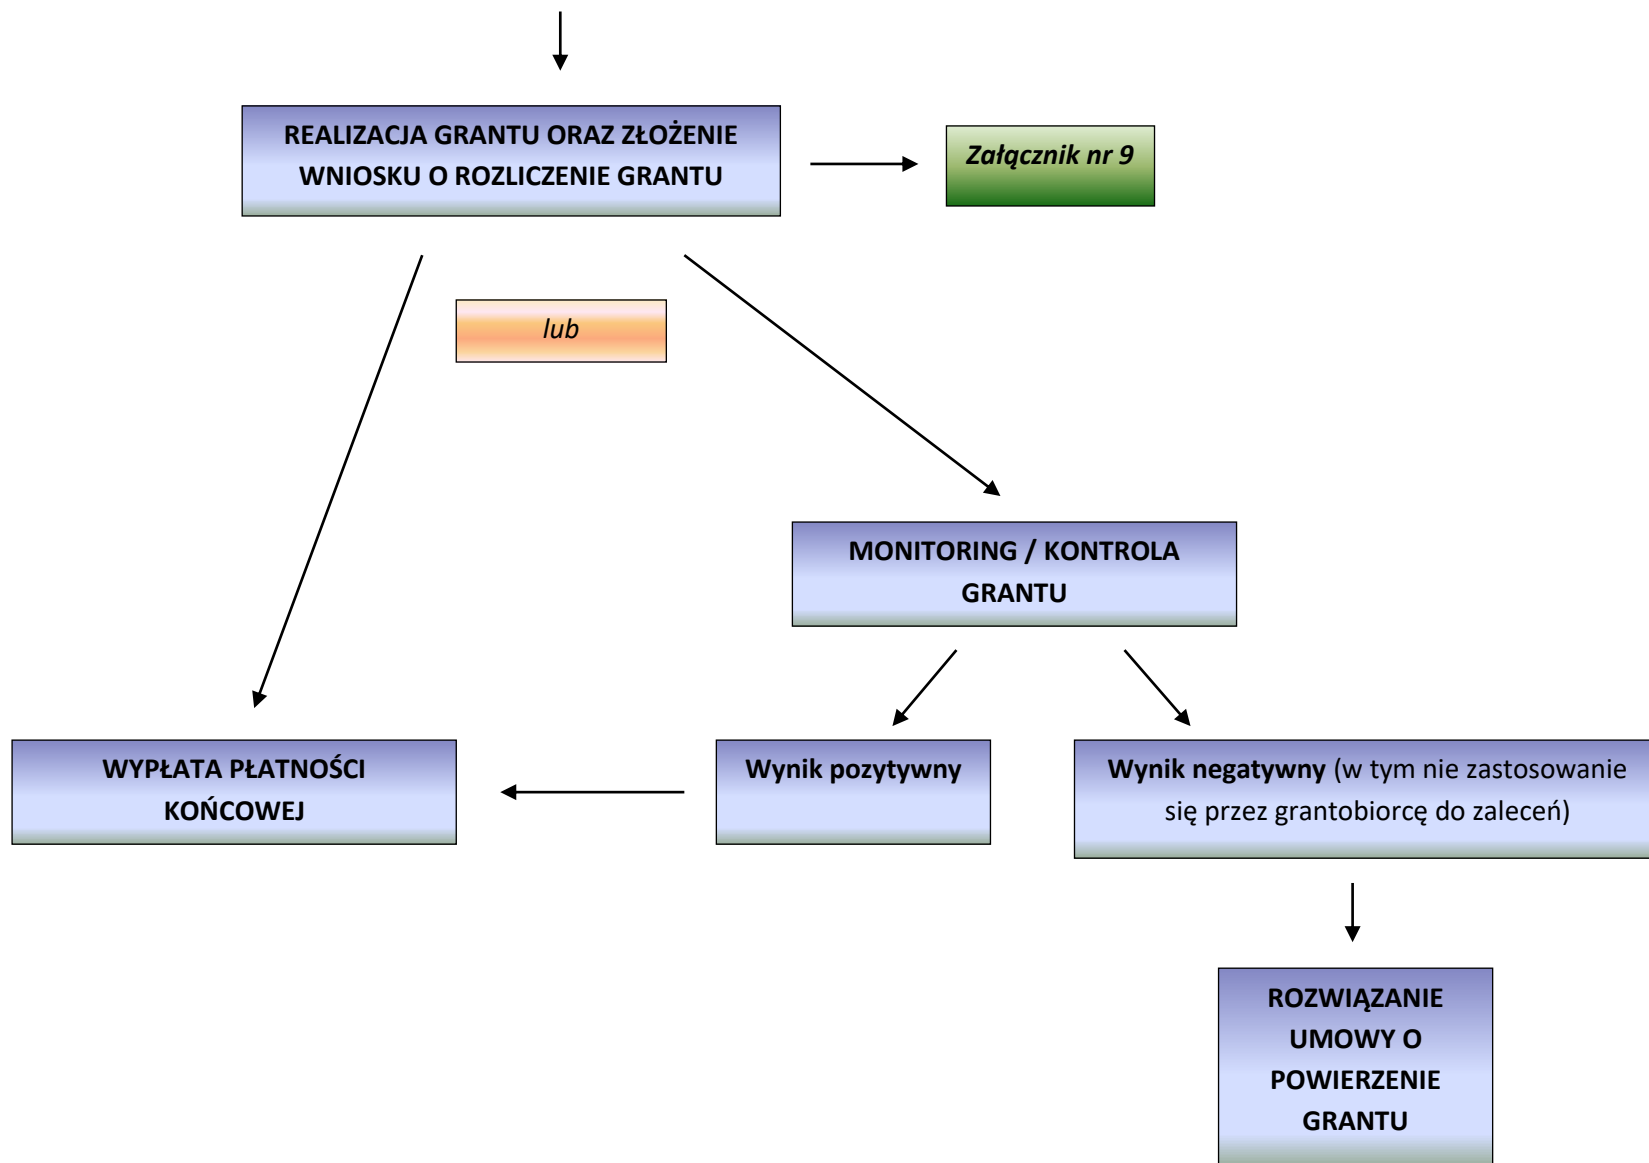 REALIZACJA GRANTU ORAZ ZŁOŻENIE
WNIOSKU O ROZLICZENIE GRANTU
Załącznik nr 9
lub
MONITORING / KONTROLA
GRANTU
WYPŁATA PŁATNOŚCI
KOŃCOWEJ
Wynik pozytywny
Wynik negatywny (w tym nie zastosowanie
się przez grantobiorcę do zaleceń)
ROZWIĄZANIE
UMOWY O
POWIERZENIE
GRANTU